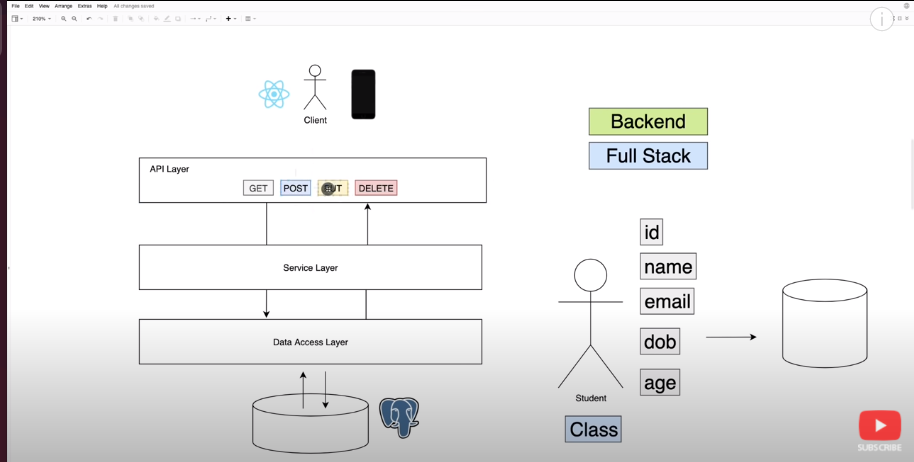 File Edit View Arrange Extras Help All changes saved
210%
Client
Backend
Full Stack
API Layer
GET POST DELETE
Service Layer
Data Access Layer
id
name
email
dob
age
Student
Class
SUBSCRIBE